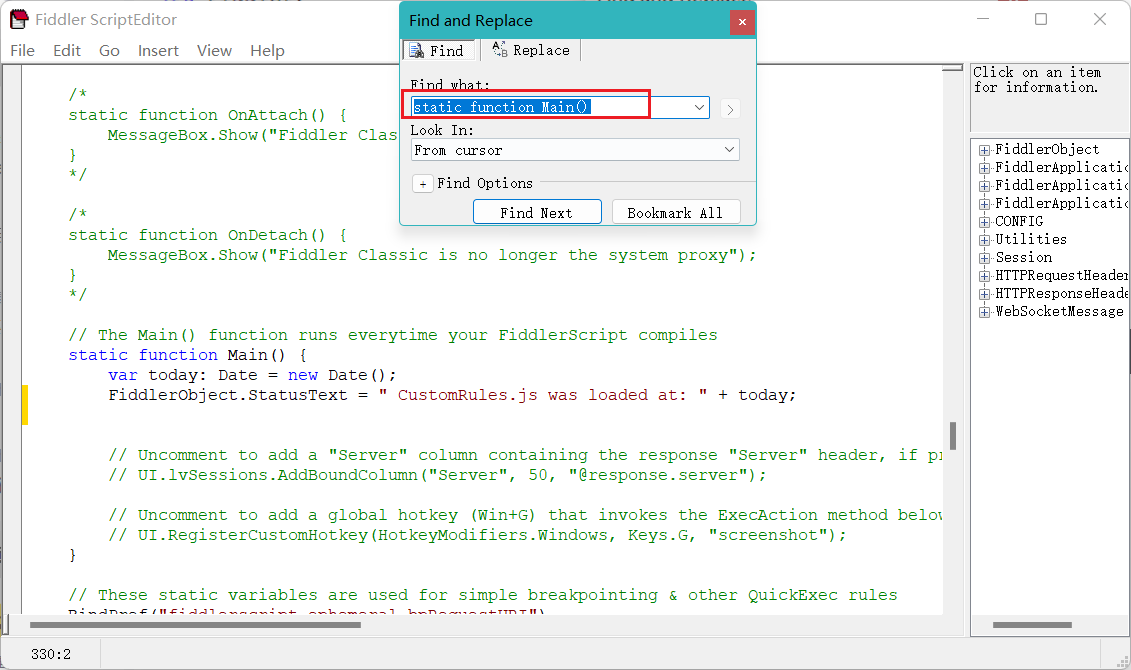 Fiddler ScriptEditor
File Edit Go Insert View Help
Find and Replace
Find Replace
Find what:
static function Main()
Look In:
From cursor
+ Find Options
Find Next Bookmark All
/*
static function OnAttach() {
MessageBox.Show("Fiddler Clas
}
*/
/*
static function OnDetach() {
MessageBox.Show("Fiddler Classic is no longer the system proxy");
}
*/
// The Main() function runs everytime your FiddlerScript compiles
static function Main() {
var today: Date = new Date();
FiddlerObject.StatusText = " CustomRules.js was loaded at: " + today;
// Uncomment to add a "Server" column containing the response "Server" header, if pr
// UI.lvSessions.AddBoundColumn("Server", 50, "@response.server");
// Uncomment to add a global hotkey (Win+G) that invokes the ExecAction method below
// UI.RegisterCustomHotkey(HotkeyModifiers.Windows, Keys.G, "screenshot");
}
// These static variables are used for simple breakpointing & other QuickExec rules
BindPref("fiddlerscript.ephemeral.bpRequestURI")
Click on an item
for information.
FiddlerObject
FiddlerApplicatio
FiddlerApplicatio
FiddlerApplicatio
CONFIG
Utilities
Session
HTTPRequestHeader
HTTPResponseHeade
WebSocketMessage
330:2